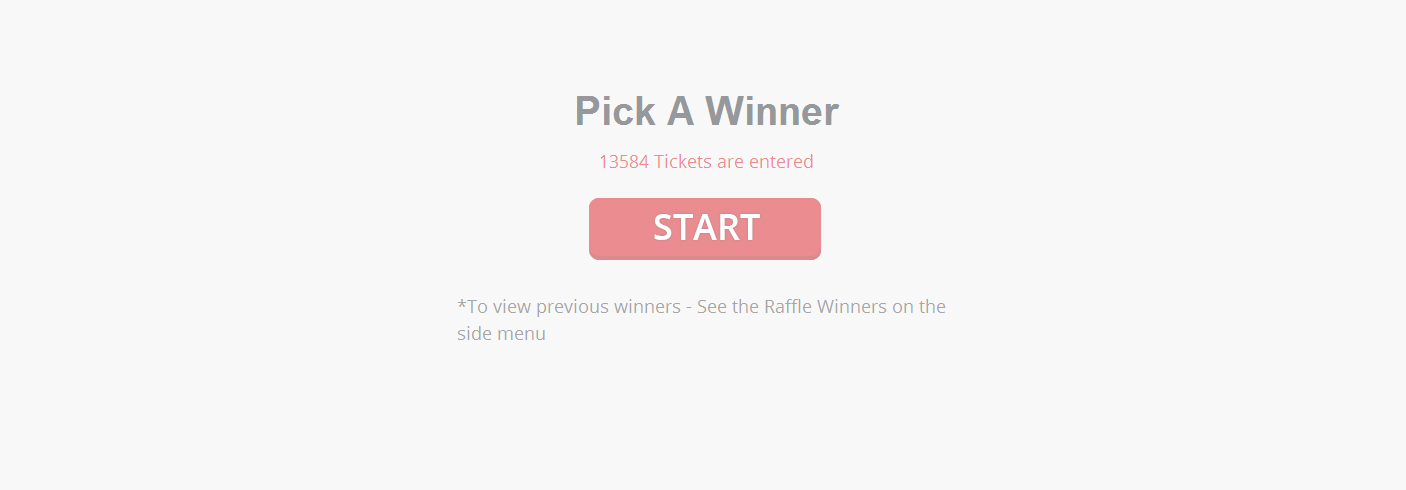 Pick A Winner
13584 Tickets are entered
START
*To view previous winners - See the Raffle Winners on the
side menu